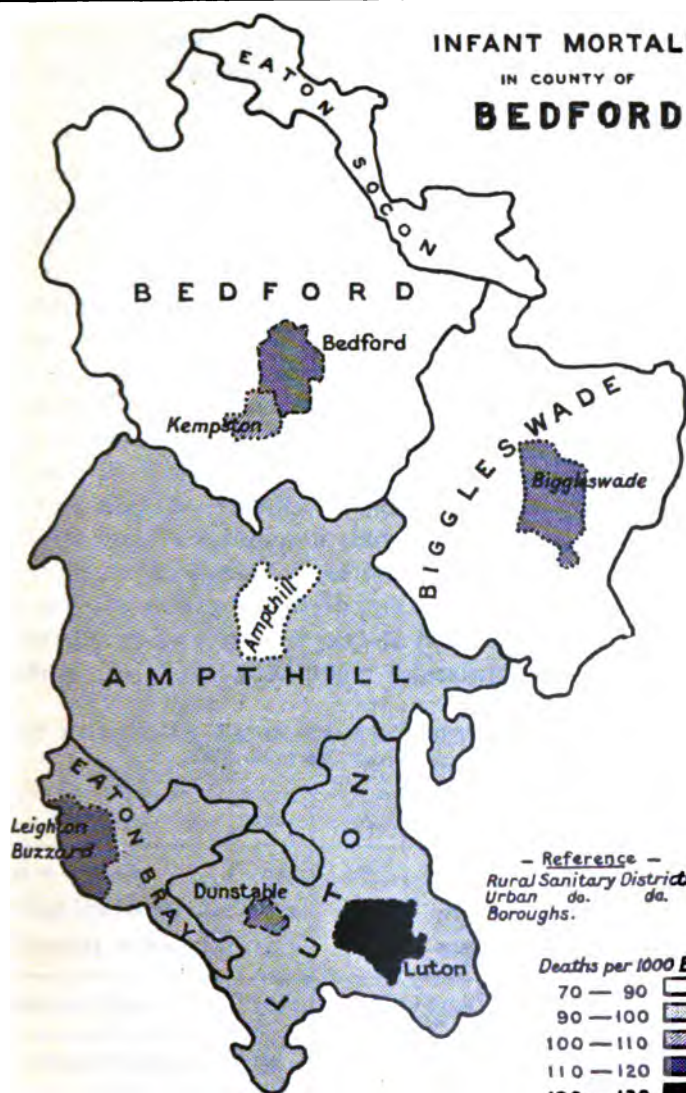 INFANT MORTAL
IN COUNTY OF
BEDFORD
EATON SOCON
BEDFORD
Bedford
Kempston
BIGGLESWADE
Biggleswade
Ampthill
AMPTHILL
EATON BRAY
Leighton
Buzzard
Dunstable
LUTON
Luton
- Reference -
Rural Sanitary District
Urban do. do.
Boroughs.
Deaths per 1000 B
70 — 90
90 — 100
100 — 110
110 — 120